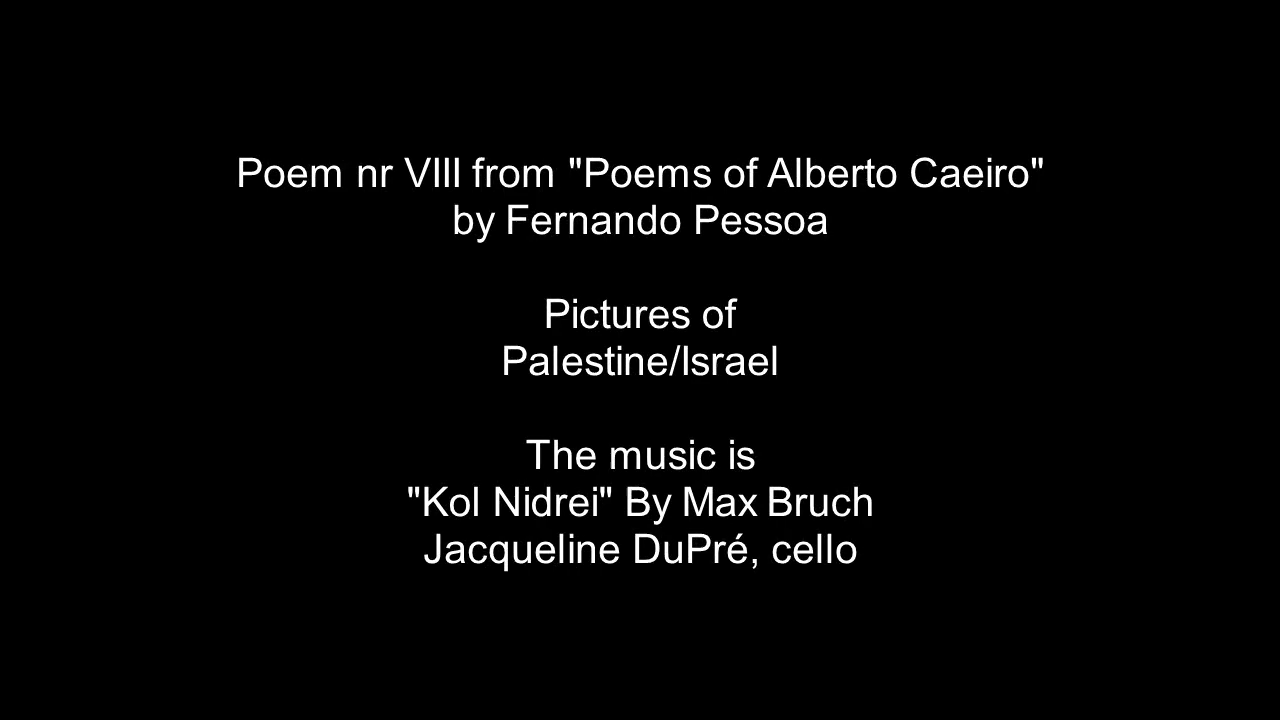 Poem nr VIII from "Poems of Alberto Caeiro"
by Fernando Pessoa
Pictures of
Palestine/Israel
The music is
"Kol Nidrei" By Max Bruch
Jacqueline DuPré, cello